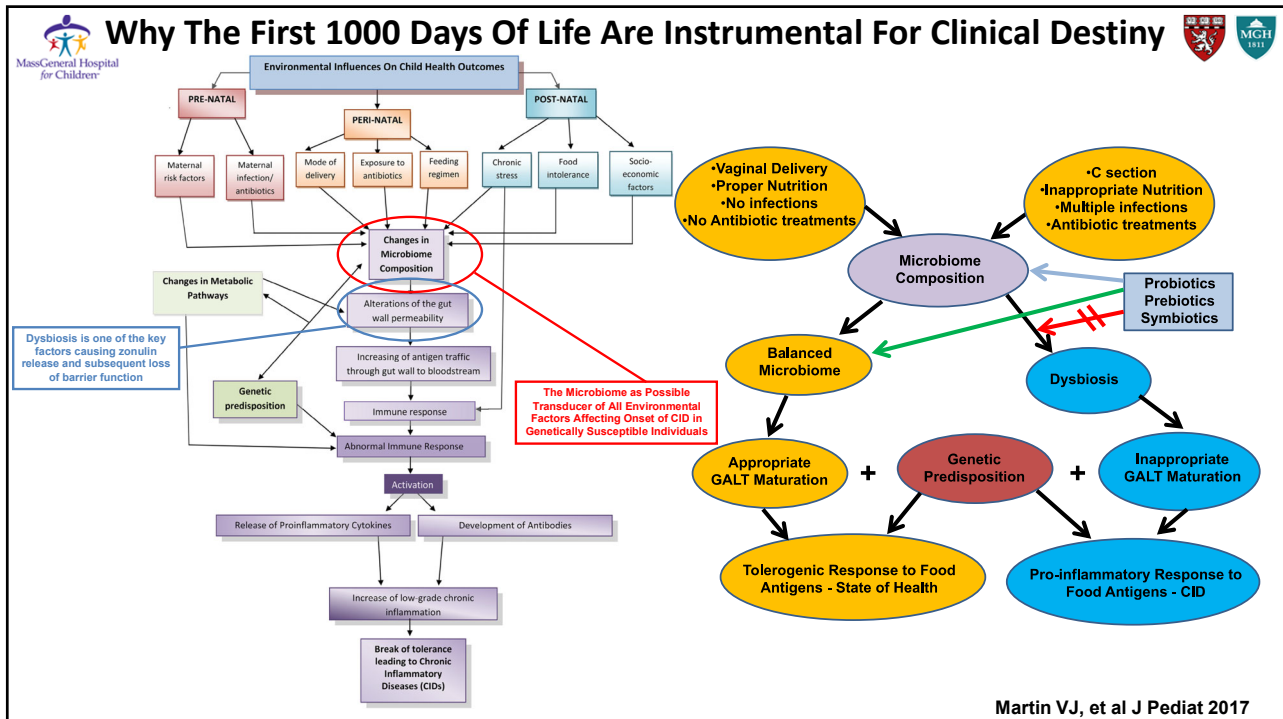 Why The First 1000 Days Of Life Are Instrumental For Clinical Destiny
MassGeneral Hospital
for Children
MGH
1811
Environmental Influences On Child Health Outcomes
PRE-NATAL
PERI-NATAL
POST-NATAL
Maternal
risk factors
Maternal
infection/
antibiotics
Mode of
delivery
Exposure to
antibiotics
Feeding
regimen
Chronic
stress
Food
intolerance
Socio-
economic
factors
Changes in
Microbiome
Composition
Changes in Metabolic
Pathways
Alterations of the gut
wall permeability
Dysbiosis is one of the key
factors causing zonulin
release and subsequent loss
of barrier function
Increasing of antigen traffic
through gut wall to bloodstream
Genetic
predisposition
Immune response
Abnormal Immune Response
Activation
Release of Proinflammatory Cytokines
Development of Antibodies
Increase of low-grade chronic
inflammation
Break of tolerance
leading to Chronic
Inflammatory
Diseases (CIDs)
The Microbiome as Possible
Transducer of All Environmental
Factors Affecting Onset of CID in
Genetically Susceptible Individuals
•Vaginal Delivery
•Proper Nutrition
•No infections
•No Antibiotic treatments
•C section
•Inappropriate Nutrition
•Multiple infections
•Antibiotic treatments
Microbiome
Composition
Probiotics
Prebiotics
Symbiotics
Balanced
Microbiome
Dysbiosis
Appropriate
GALT Maturation
+
Genetic
Predisposition
+
Inappropriate
GALT Maturation
Tolerogenic Response to Food
Antigens - State of Health
Pro-inflammatory Response to
Food Antigens - CID
Martin VJ, et al J Pediat 2017